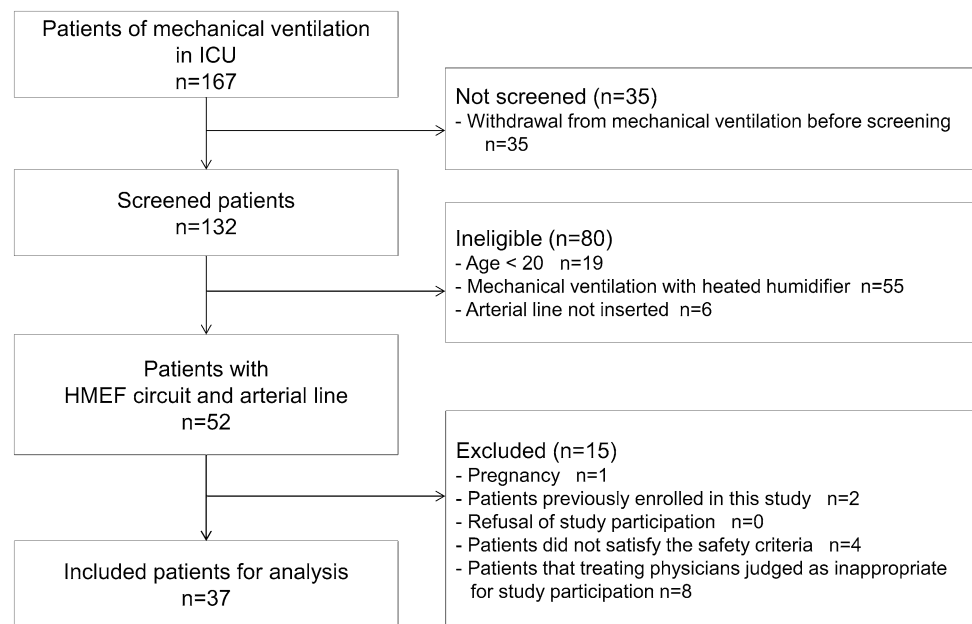 Patients of mechanical ventilation
in ICU
n=167
Not screened (n=35)
- Withdrawal from mechanical ventilation before screening
n=35
Screened patients
n=132
Ineligible (n=80)
- Age < 20 n=19
- Mechanical ventilation with heated humidifier n=55
- Arterial line not inserted n=6
Patients with
HMEF circuit and arterial line
n=52
Excluded (n=15)
- Pregnancy n=1
- Patients previously enrolled in this study n=2
- Refusal of study participation n=0
- Patients did not satisfy the safety criteria n=4
- Patients that treating physicians judged as inappropriate
for study participation n=8
Included patients for analysis
n=37